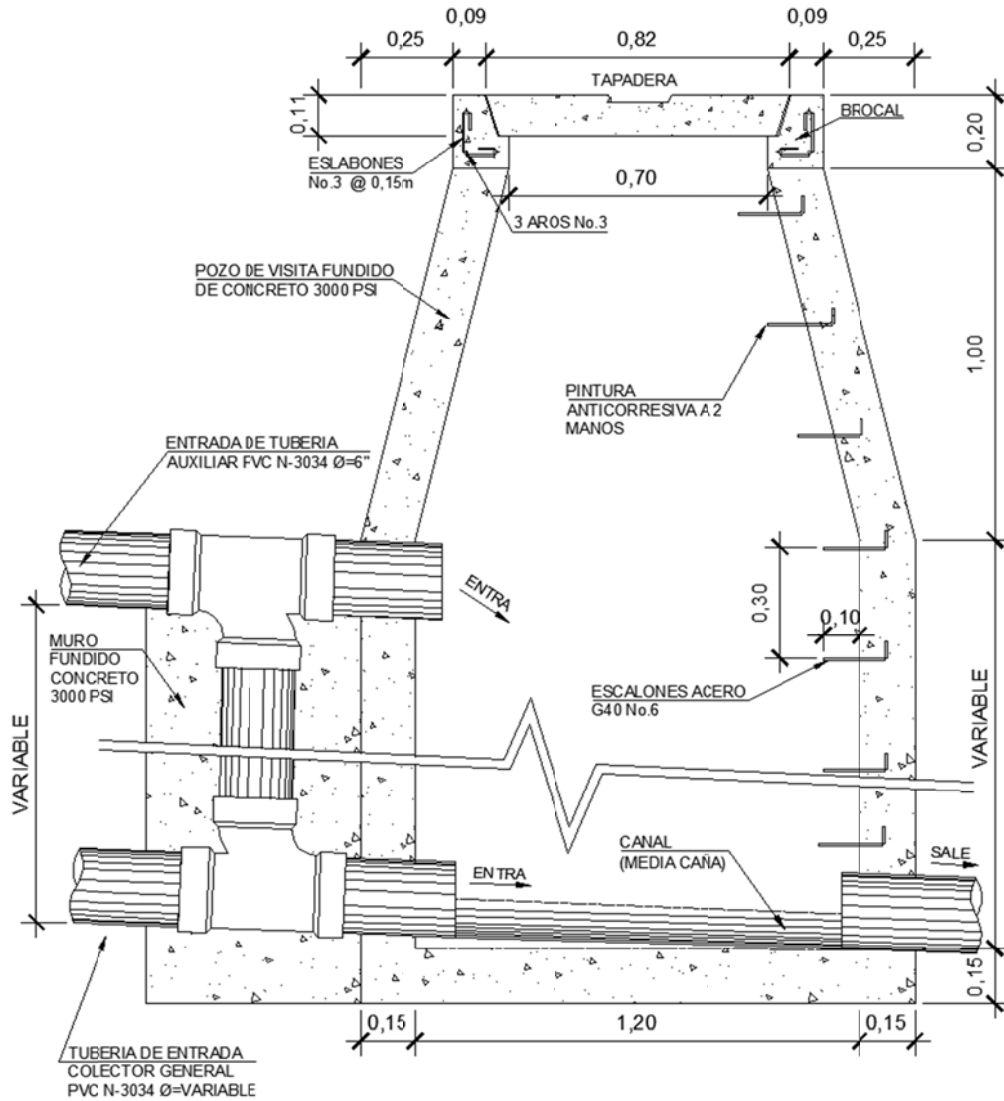 0,09
0,09
0,25
0,82
0,25
TAPADERA
0,11
BROCAL
0,20
ESLABONES
No.3 @ 0,15m
0,70
3 AROS No.3
POZO DE VISITA FUNDIDO
DE CONCRETO 3000 PSI
1,00
PINTURA
ANTICORRESIVA A 2
MANOS
ENTRADA DE TUBERIA
AUXILIAR PVC N-3034 Ø=6"
ENTRA
0,30
0,10
MURO
FUNDIDO
CONCRETO
3000 PSI
ESCALONES ACERO
G40 No.6
VARIABLE
VARIABLE
CANAL
(MEDIA CAÑA)
SALE
ENTRA
0,15
0,15
1,20
0,15
TUBERIA DE ENTRADA
COLECTOR GENERAL
PVC N-3034 Ø=VARIABLE